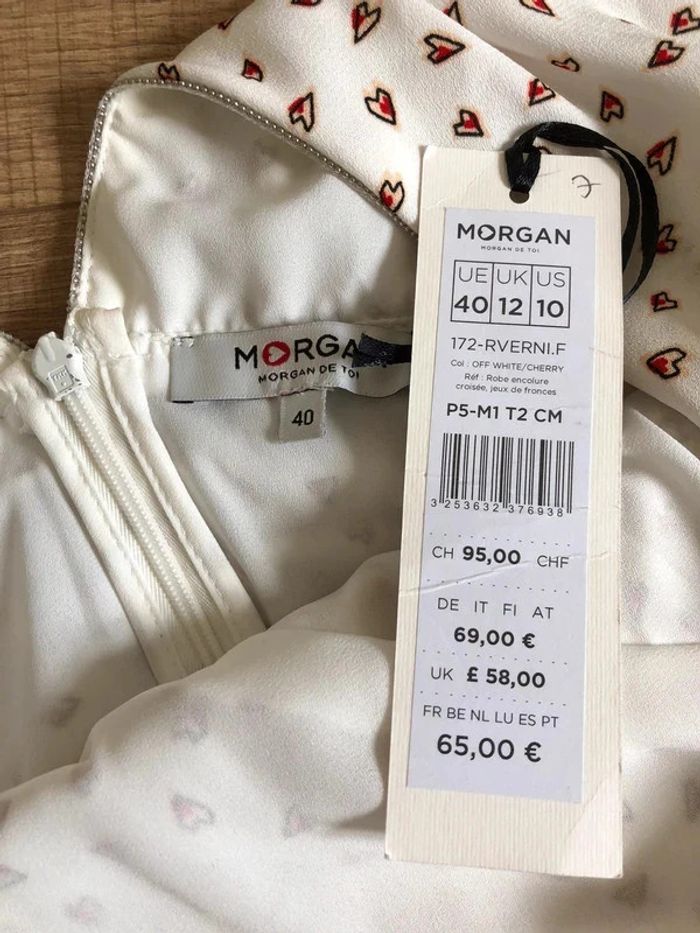 MORGAN
MORGAN DE TOI
UE UK US
40 12 10
172-RVERNI.F
Col : OFF WHITE/CHERRY
Réf : Robe encolure
croisée, jeux de fronces
P5-M1 T2 CM
3 253632 376938
CH 95,00 CHF
DE IT FI AT
69,00 €
UK £ 58,00
FR BE NL LU ES PT
65,00 €
MORGA
MORGAN DE TOI
40